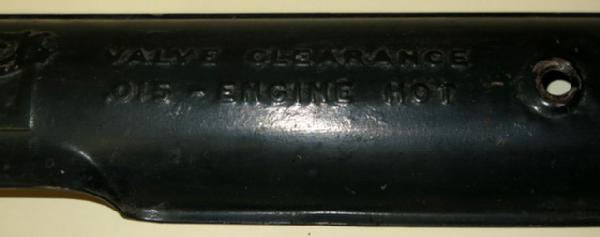 VALVE CLEARANCE
.015 - ENGINE HOT